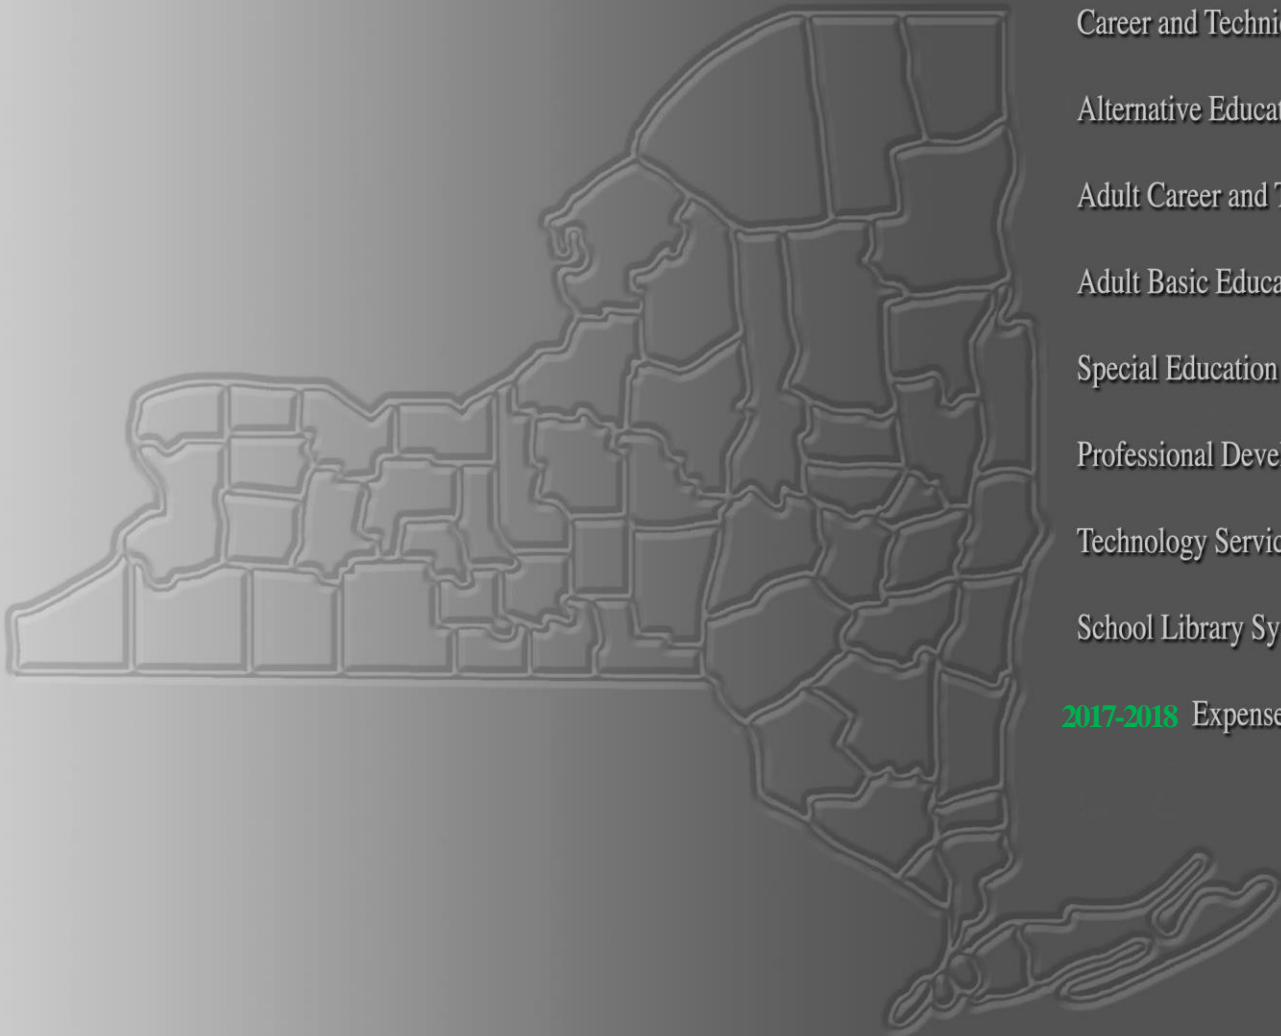 Career and Techni
Alternative Educat
Adult Career and T
Adult Basic Educa
Special Education
Professional Deve
Technology Servic
School Library Sy
2017-2018 Expense